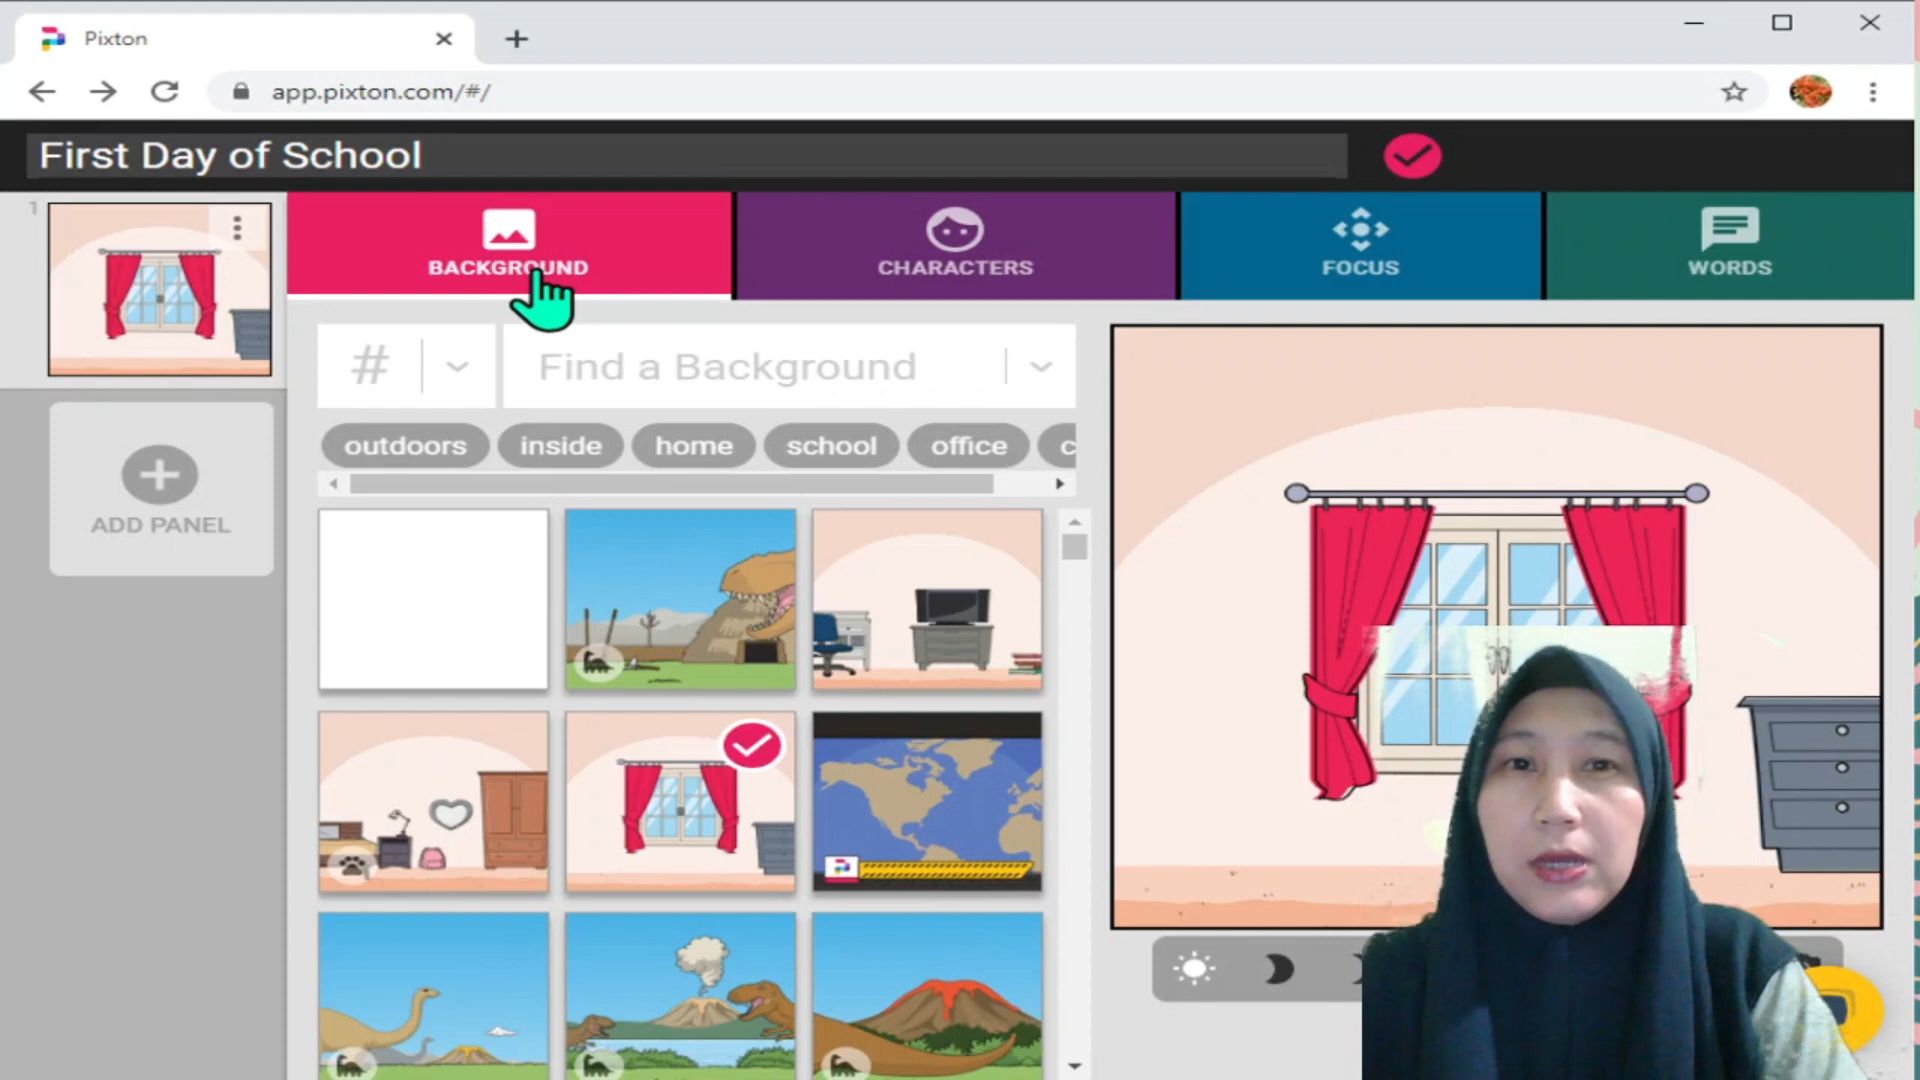 Pixton
app.pixton.com/#/
First Day of School
1
BACKGROUND
CHARACTERS
FOCUS
WORDS
# Find a Background
outdoors inside home school office c
ADD PANEL